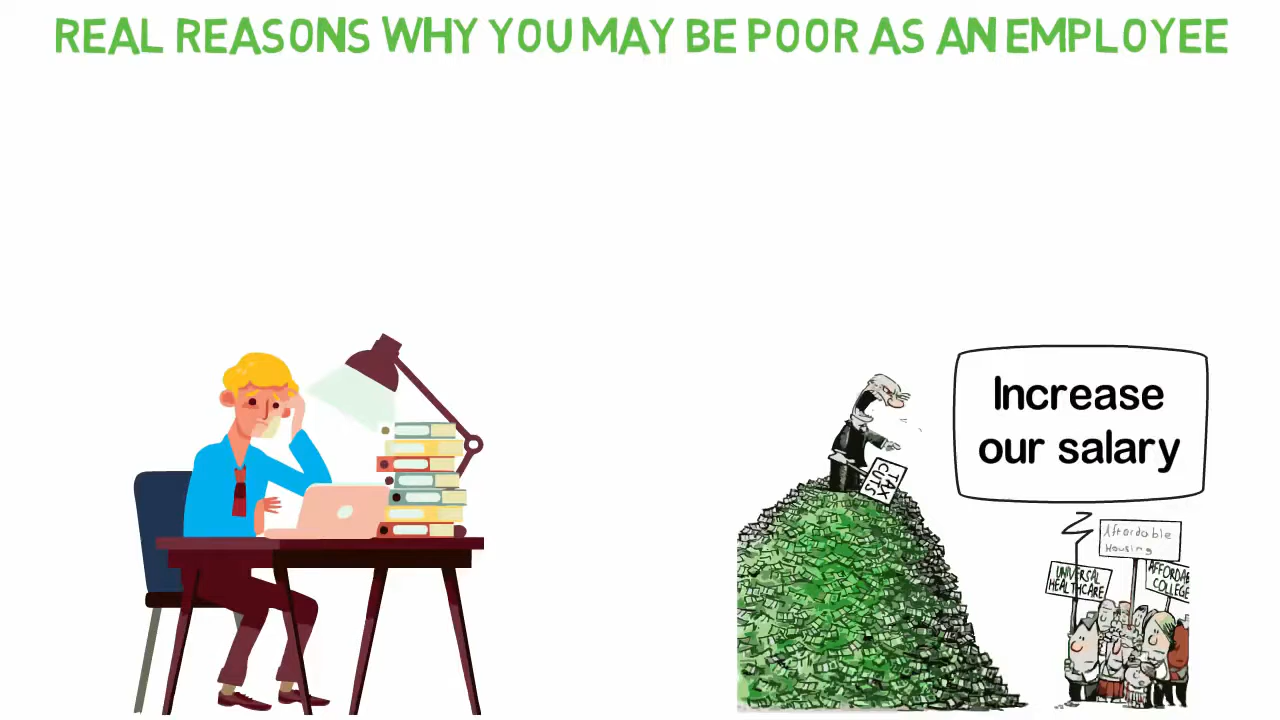 REAL REASONS WHY YOU MAY BE POOR AS AN EMPLOYEE
Increase
our salary
TAX
CUTS
Affordable
Housing
UNIVERSAL
HEALTHCARE
AFFORDA
COLLEGE